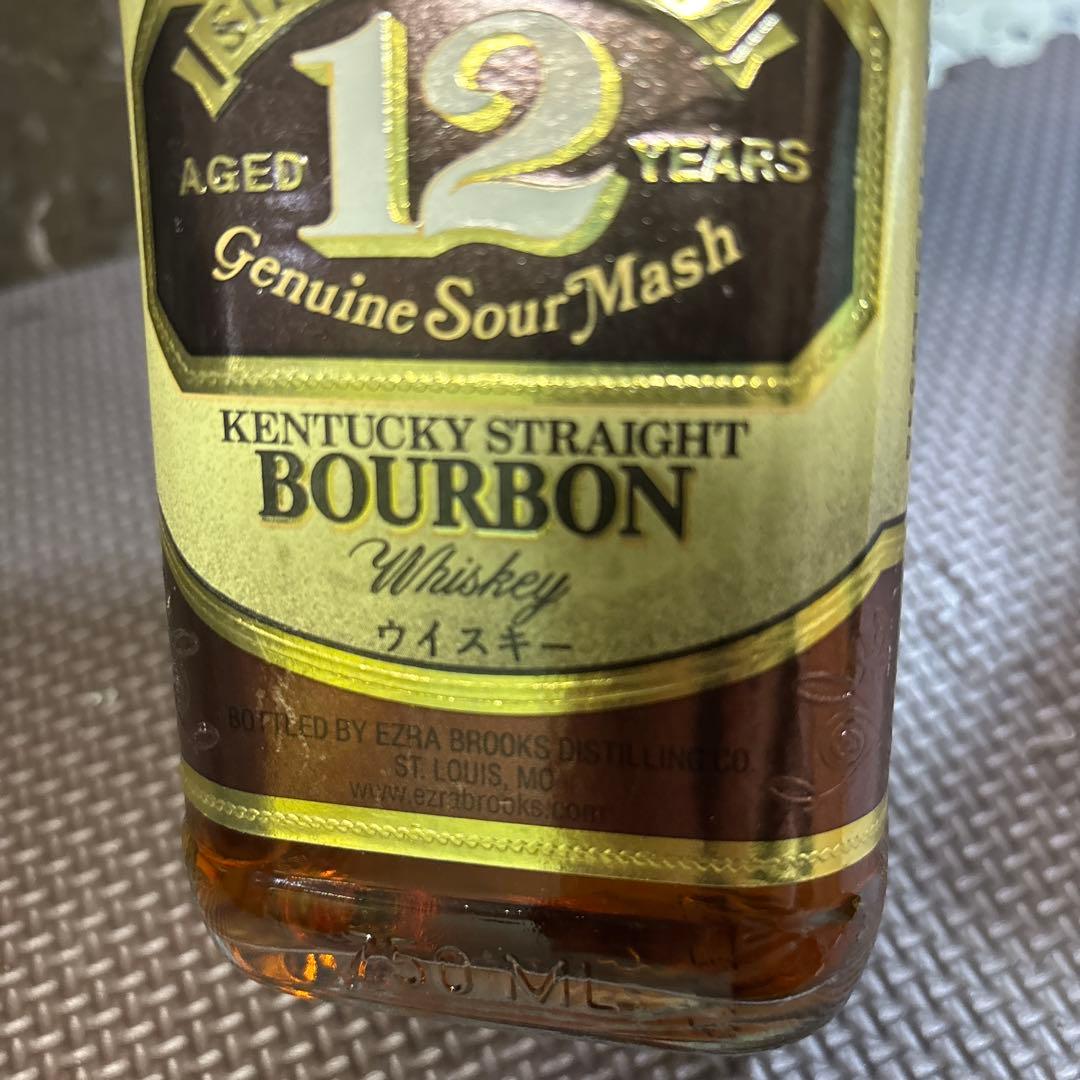 12
AGED YEARS
Genuine Sour Mash
KENTUCKY STRAIGHT
BOURBON
Whiskey
ウイスキー
BOTTLED BY EZRA BROOKS DISTILLING CO.
ST. LOUIS, MO
www.ezrabrooks.com
750 ML